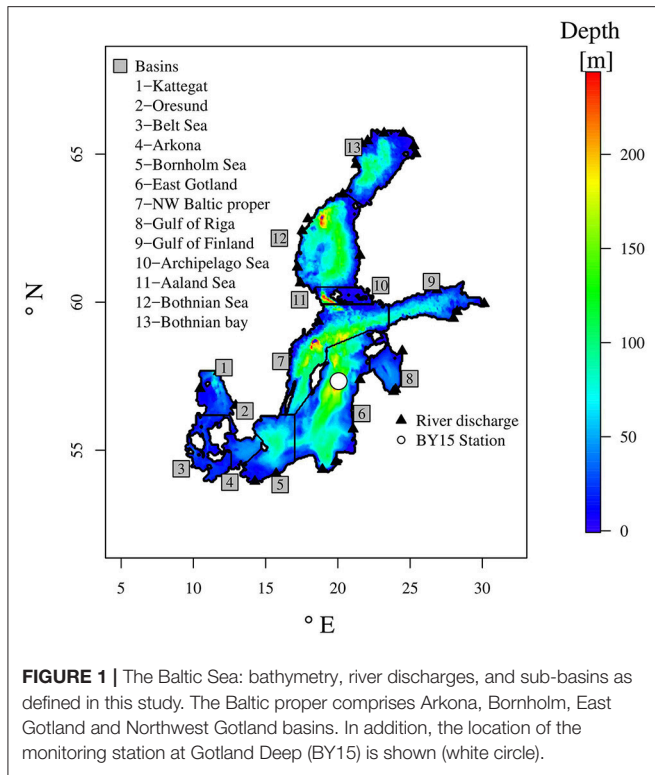 Depth
[m]
Basins
1−Kattegat
2−Oresund
3−Belt Sea
4−Arkona
5−Bornholm Sea
6−East Gotland
7−NW Baltic proper
8−Gulf of Riga
9−Gulf of Finland
10−Archipelago Sea
11−Aaland Sea
12−Bothnian Sea
13−Bothnian bay
13
12
11
10
9
8
7
6
5
4
3
2
1
River discharge
BY15 Station
65
60
55
° N
5
10
15
20
25
30
° E
200
150
100
50
0
FIGURE 1 | The Baltic Sea: bathymetry, river discharges, and sub-basins as
defined in this study. The Baltic proper comprises Arkona, Bornholm, East
Gotland and Northwest Gotland basins. In addition, the location of the
monitoring station at Gotland Deep (BY15) is shown (white circle).